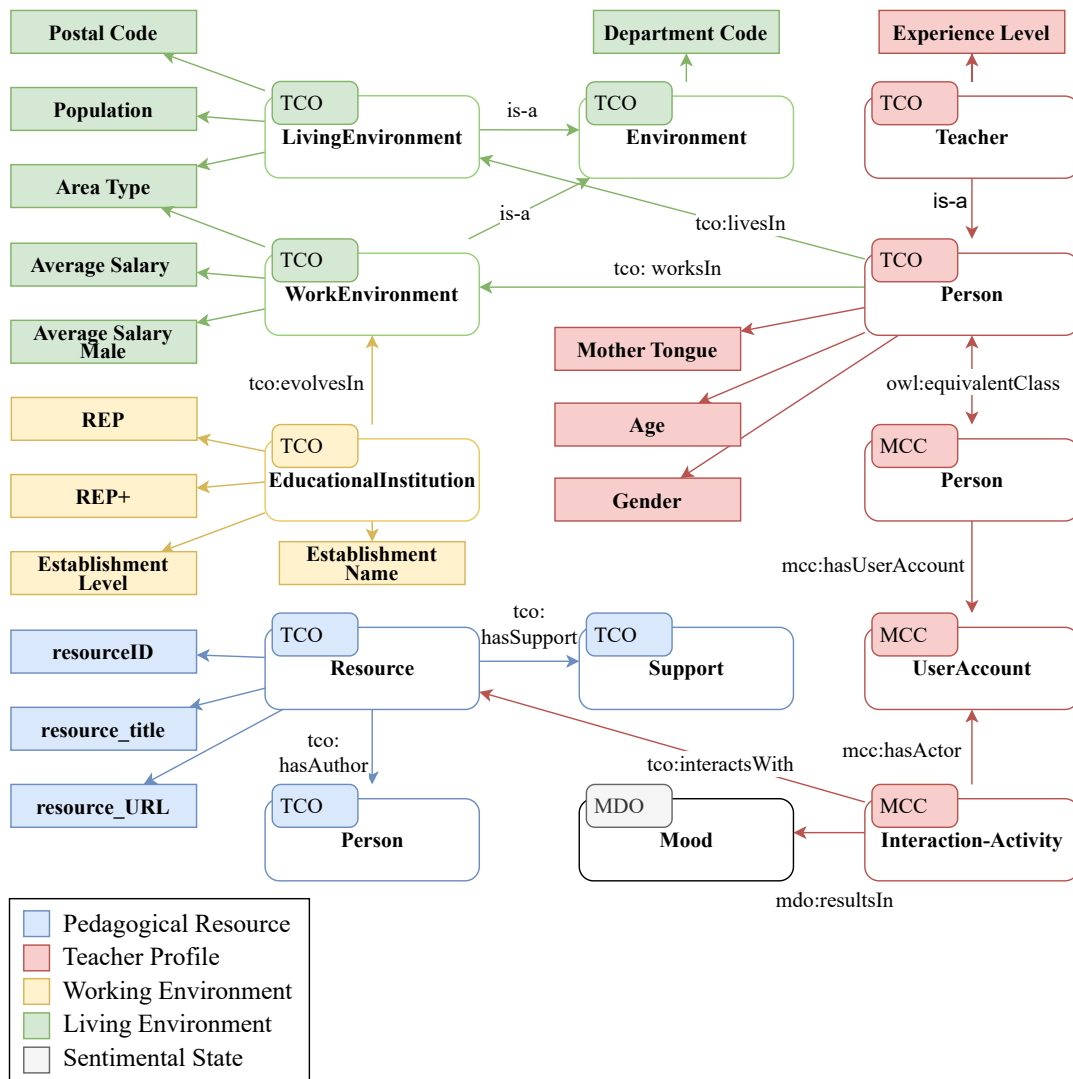 Postal Code
Department Code
Experience Level
TCO
LivingEnvironment
is-a
TCO
Environment
TCO
Teacher
Population
Area Type
is-a
tco:livesIn
is-a
TCO
WorkEnvironment
tco: worksIn
TCO
Person
Average Salary
Average Salary
Male
Mother Tongue
tco:evolvesIn
owl:equivalentClass
REP
Age
TCO
EducationalInstitution
MCC
Person
REP+
Gender
Establishment
Level
Establishment
Name
mcc:hasUserAccount
resourceID
TCO
Resource
tco:
hasSupport
TCO
Support
MCC
UserAccount
resource_title
tco:
hasAuthor
tco:interactsWith
mcc:hasActor
resource_URL
TCO
Person
MDO
Mood
MCC
Interaction-Activity
mdo:resultsIn
Pedagogical Resource
Teacher Profile
Working Environment
Living Environment
Sentimental State